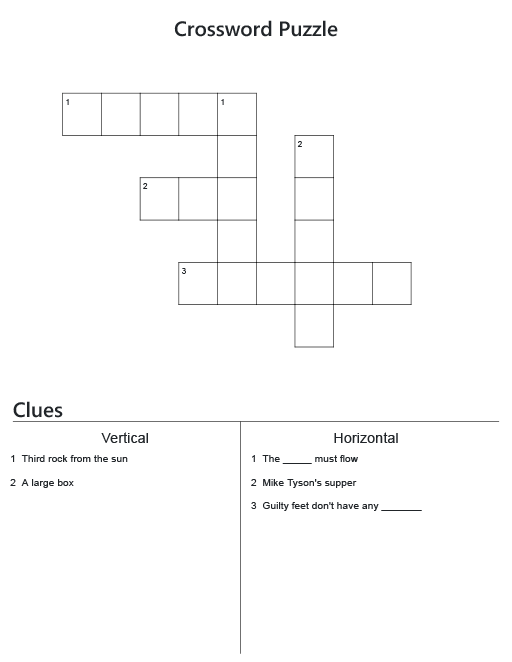 Crossword Puzzle
1 1
2
2
3
Clues
Vertical
1 Third rock from the sun
2 A large box
Horizontal
1 The _____ must flow
2 Mike Tyson's supper
3 Guilty feet don't have any _______